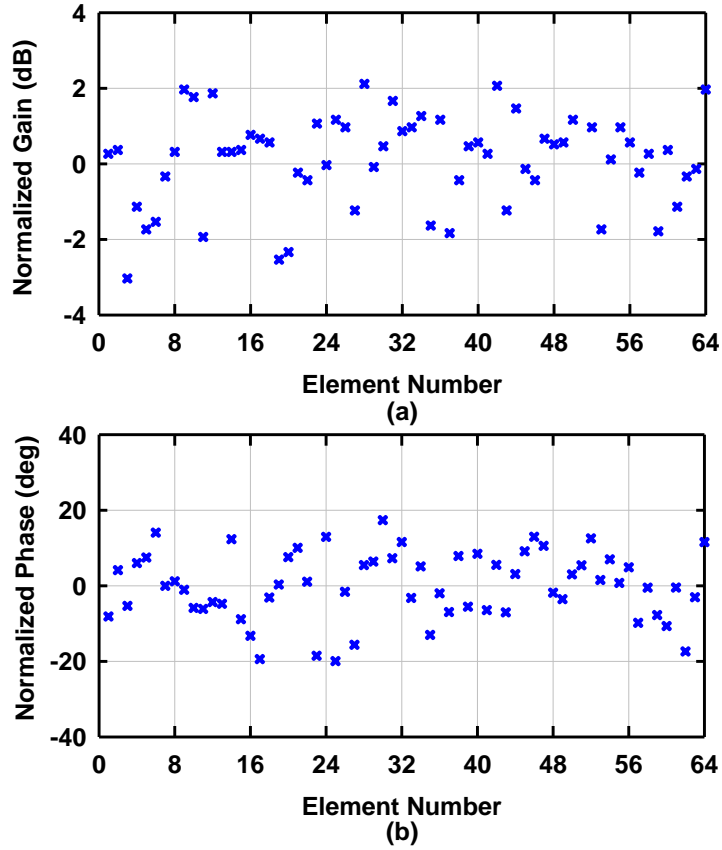 4
2
0
-2
-4
Normalized Gain (dB)
0 8 16 24 32 40 48 56 64
Element Number
(a)
40
20
0
-20
-40
Normalized Phase (deg)
0 8 16 24 32 40 48 56 64
Element Number
(b)